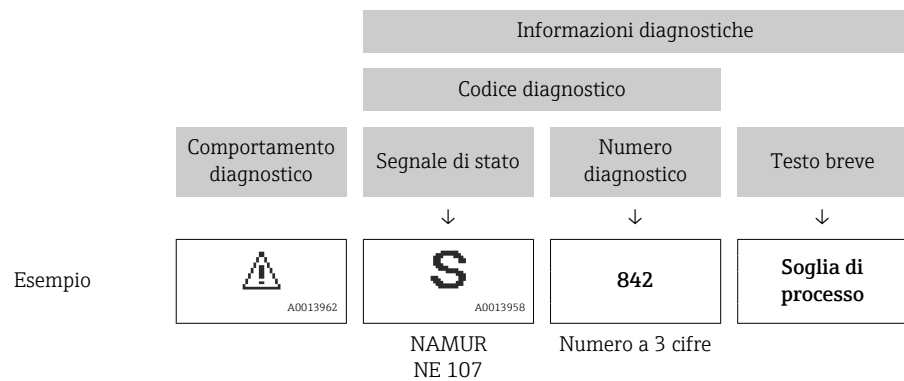 Informazioni diagnostiche
Codice diagnostico
Comportamento
diagnostico
Segnale di stato
Numero
diagnostico
Testo breve
↓ ↓ ↓
Esempio
A0013962
S
A0013958
842
Soglia di
processo
NAMUR
NE 107
Numero a 3 cifre